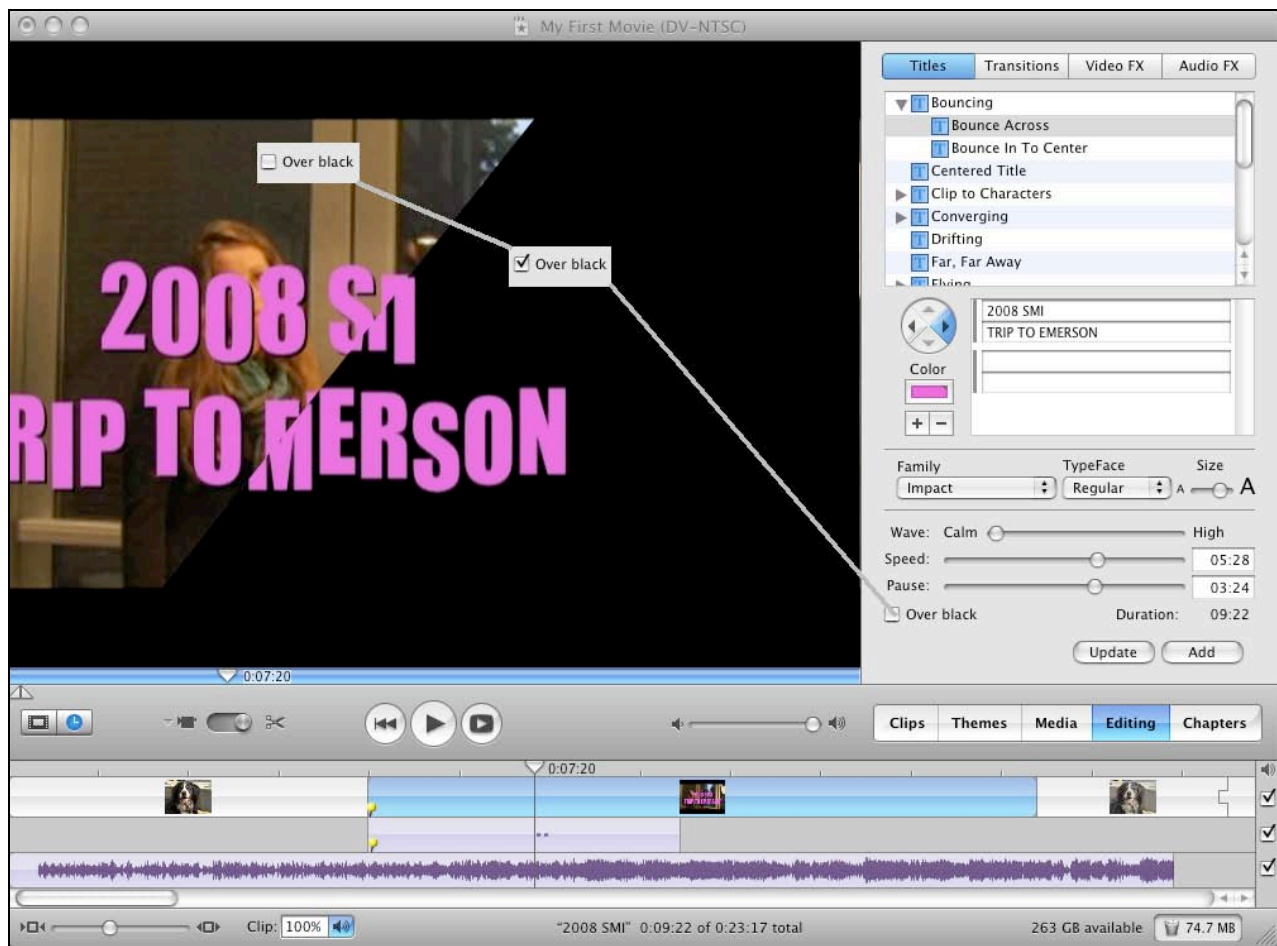 My First Movie (DV-NTSC)
Titles Transitions Video FX Audio FX
Bouncing
Bounce Across
Bounce In To Center
Centered Title
Clip to Characters
Converging
Drifting
Far, Far Away
Flying
Over black
Over black
2008 SMI
RIP TO EMERSON
2008 SMI
TRIP TO EMERSON
Color
+ −
Family TypeFace Size
Impact Regular A A
Wave: Calm High
Speed: 05:28
Pause: 03:24
Over black Duration: 09:22
Update Add
0:07:20
Clips Themes Media Editing Chapters
0:07:20
Clip: 100% "2008 SMI" 0:09:22 of 0:23:17 total 263 GB available 74.7 MB